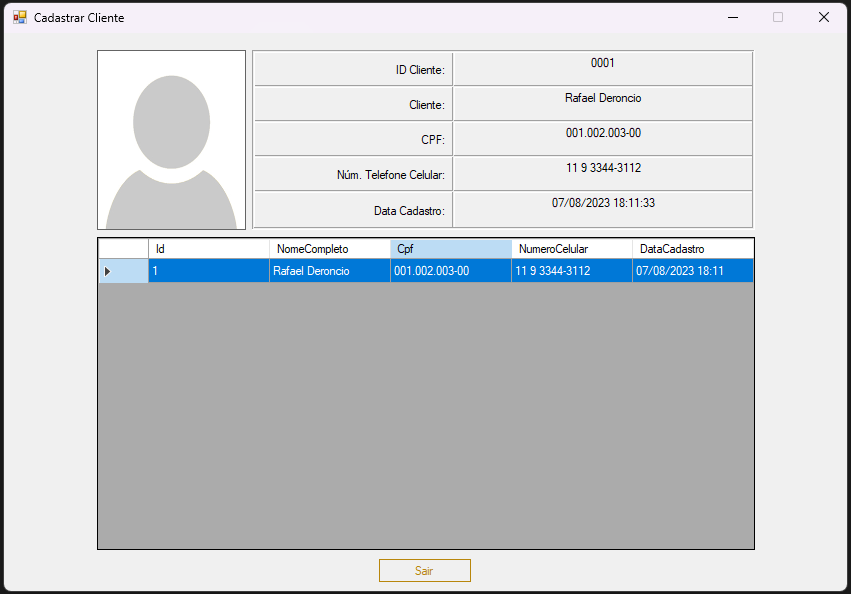 Cadastrar Cliente
ID Cliente: 0001
Cliente: Rafael Deroncio
CPF: 001.002.003-00
Núm. Telefone Celular: 11 9 3344-3112
Data Cadastro: 07/08/2023 18:11:33
Id NomeCompleto Cpf NumeroCelular DataCadastro
1 Rafael Deroncio 001.002.003-00 11 9 3344-3112 07/08/2023 18:11
Sair